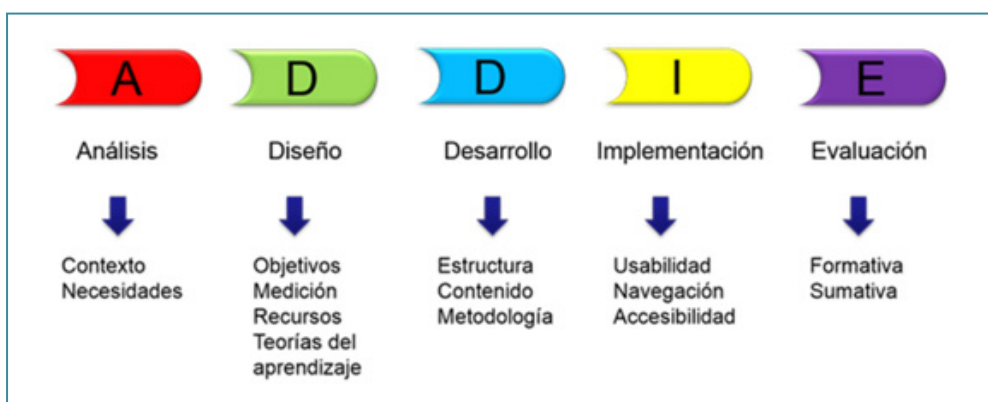 A D D I E
Análisis Diseño Desarrollo Implementación Evaluación
Contexto
Necesidades
Objetivos
Medición
Recursos
Teorías del
aprendizaje
Estructura
Contenido
Metodología
Usabilidad
Navegación
Accesibilidad
Formativa
Sumativa